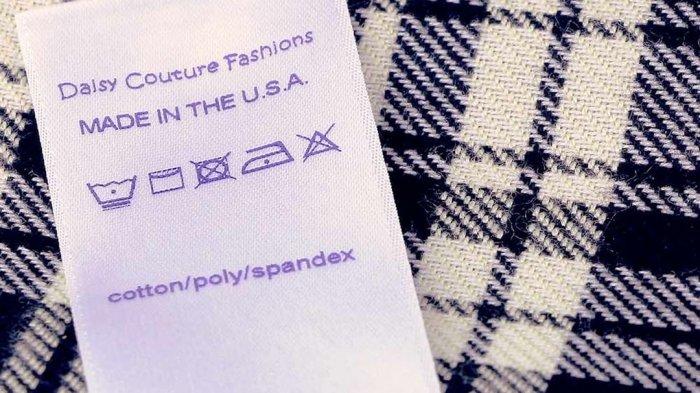 Daisy Couture Fashions
MADE IN THE U.S.A.
cotton/poly/spandex